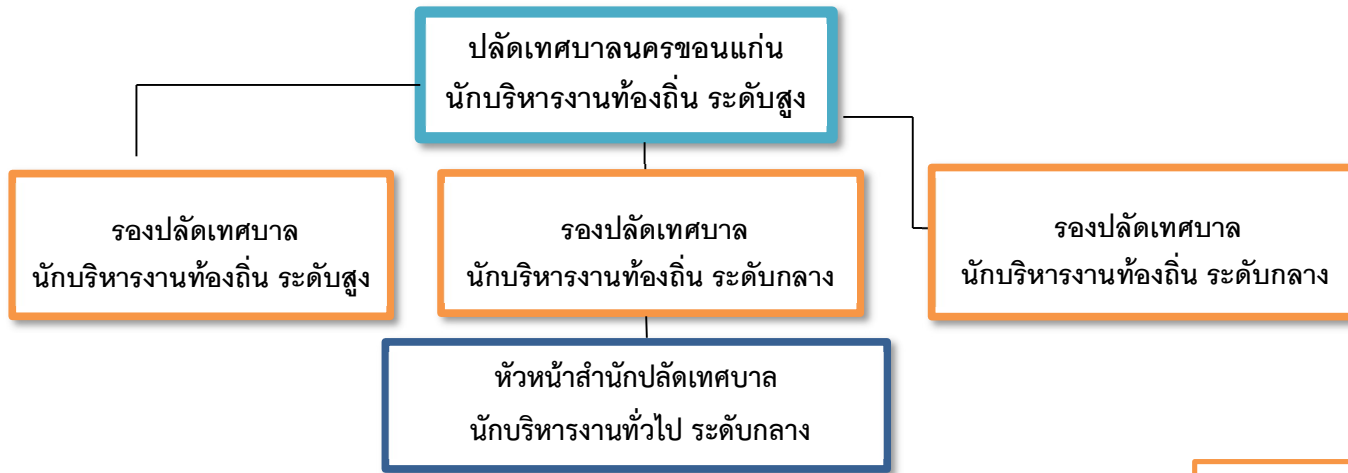 ปลัดเทศบาลนครขอนแก่น
นักบริหารงานท้องถิ่น ระดับสูง
รองปลัดเทศบาล
นักบริหารงานท้องถิ่น ระดับสูง
รองปลัดเทศบาล
นักบริหารงานท้องถิ่น ระดับกลาง
รองปลัดเทศบาล
นักบริหารงานท้องถิ่น ระดับกลาง
หัวหน้าสำนักปลัดเทศบาล
นักบริหารงานทั่วไป ระดับกลาง